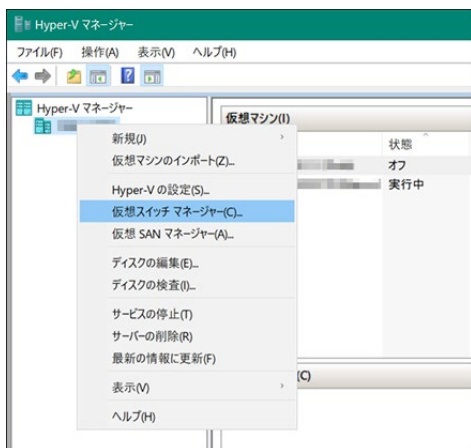 Hyper-V マネージャー
ファイル(F) 操作(A) 表示(V) ヘルプ(H)
Hyper-V マネージャー
仮想マシン(I)
状態
オフ
実行中
新規(J)
仮想マシンのインポート(Z)...
Hyper-V の設定(S)...
仮想スイッチ マネージャー(C)...
仮想 SAN マネージャー(A)...
ディスクの編集(E)...
ディスクの検査(I)...
サービスの停止(T)
サーバーの削除(R)
最新の情報に更新(F)
表示(V)
ヘルプ(H)
(C)